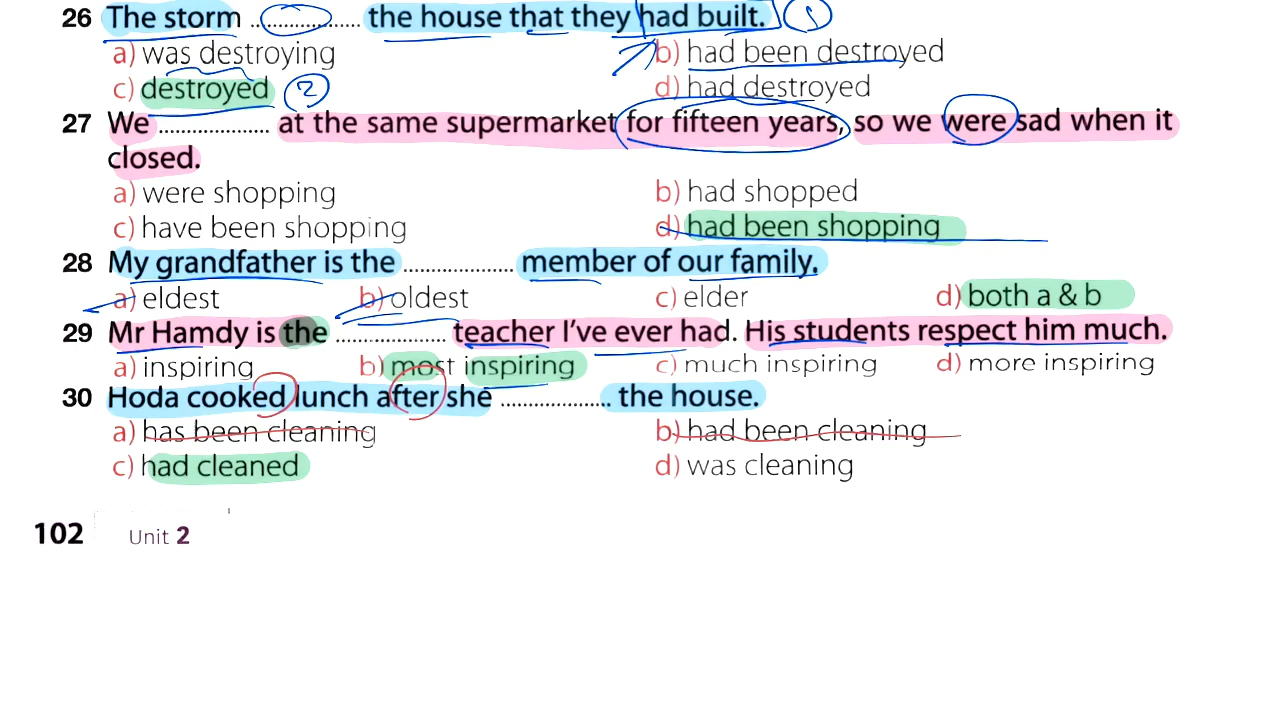 26 The storm .................... the house that they had built. 1
a) was destroying b) had been destroyed
c) destroyed 2 d) had destroyed
27 We .................... at the same supermarket for fifteen years, so we were sad when it
closed.
a) were shopping b) had shopped
c) have been shopping d) had been shopping
28 My grandfather is the .................... member of our family.
a) eldest b) oldest c) elder d) both a & b
29 Mr Hamdy is the .................... teacher I've ever had. His students respect him much.
a) inspiring b) most inspiring c) much inspiring d) more inspiring
30 Hoda cooked lunch after she .................... the house.
a) has been cleaning b) had been cleaning
c) had cleaned d) was cleaning
102 Unit 2